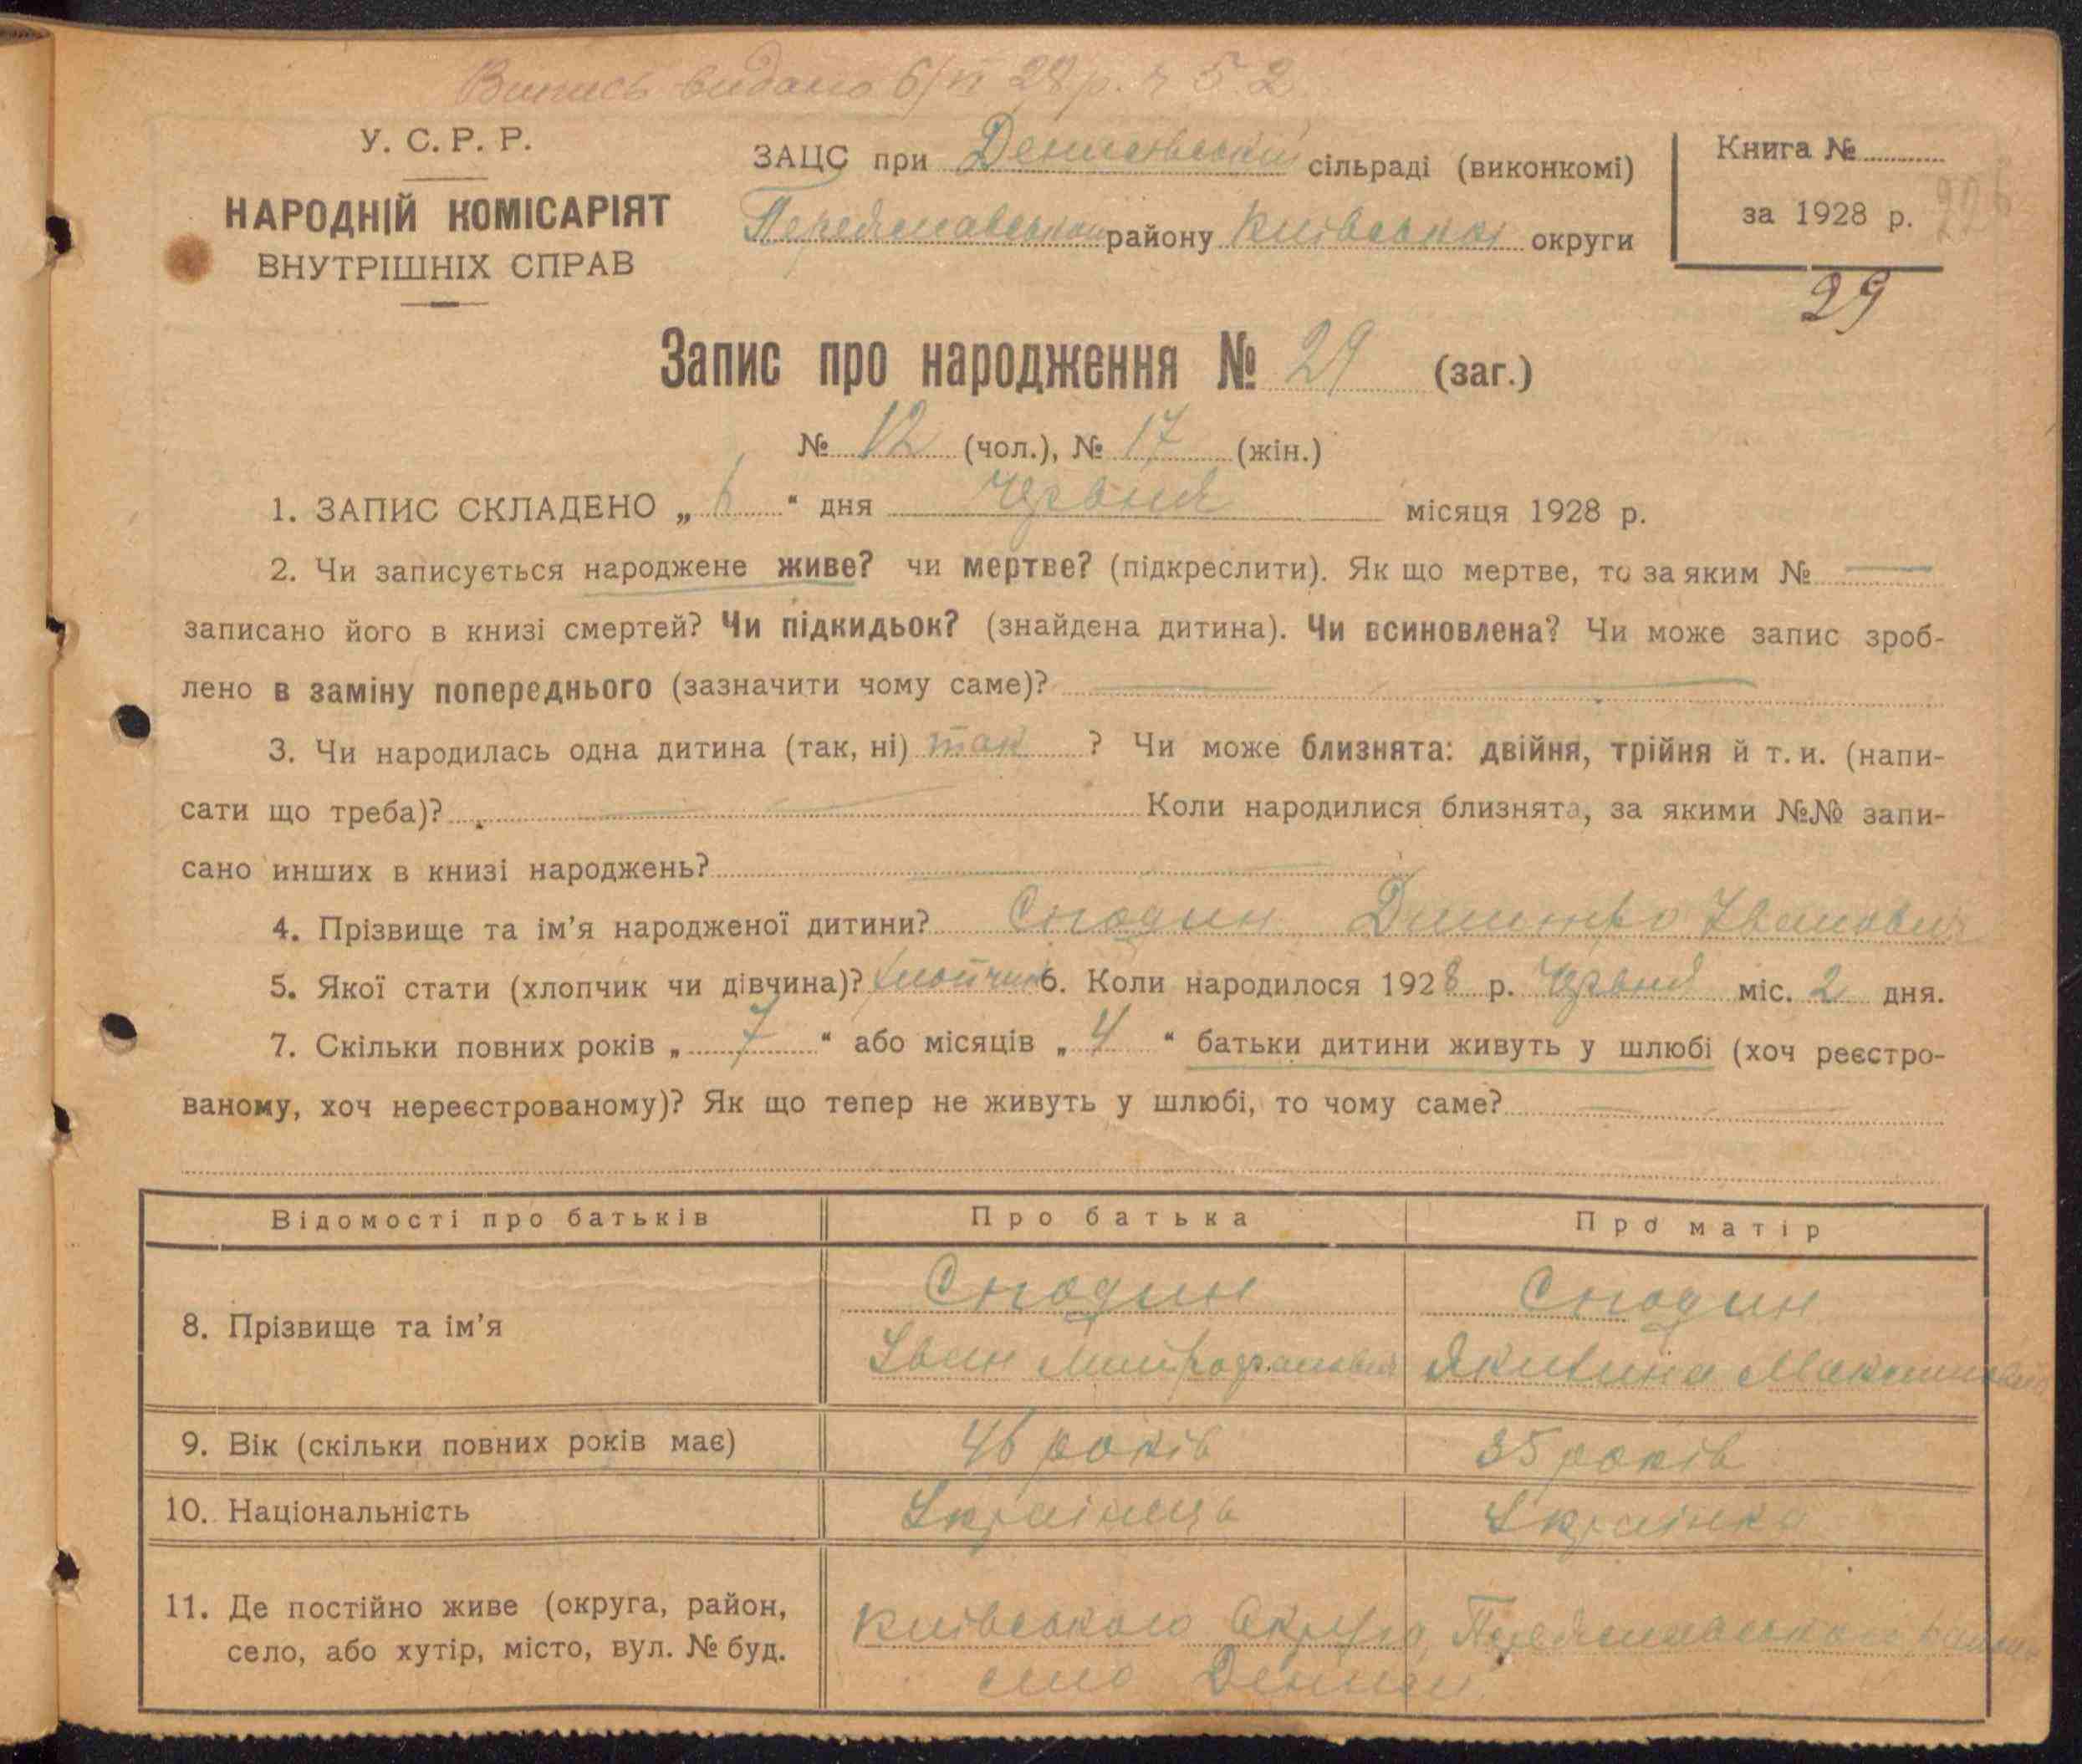 Випись видано 6/VI 28 р. ч 52
У. С. Р. Р.
НАРОДНІЙ КОМІСАРІЯТ
ВНУТРІШНІХ СПРАВ
ЗАЦС при Денисівській сільраді (виконкомі)
Переяславського району Київської округи
Книга №
за 1928 р.
29
Запис про народження № 29 (заг.)
№ 12 (чол.), № 17 (жін.)
1. ЗАПИС СКЛАДЕНО „ 6 “ дня червня місяця 1928 р.
2. Чи записується народжене живе? чи мертве? (підкреслити). Як що мертве, то за яким №
записано його в книзі смертей? Чи підкидьок? (знайдена дитина). Чи всиновлена? Чи може запис зроб-
лено в заміну попереднього (зазначити чому саме)?
3. Чи народилась одна дитина (так, ні) так ? Чи може близнята: двійня, трійня й т. и. (напи-
сати що треба)? Коли народилися близнята, за якими №№ запи-
сано инших в книзі народжень?
4. Прізвище та ім’я народженої дитини? Сподин Дмитро Іванович
5. Якої стати (хлопчик чи дівчина)? хлопчик 6. Коли народилося 1928 р. Червня міс. 2 дня.
7. Скільки повних років „ 7 “ або місяців „ 4 “ батьки дитини живуть у шлюбі (хоч реєстро-
ваному, хоч нереєстрованому)? Як що тепер не живуть у шлюбі, то чому саме?
Відомості про батьків Про батька Про матір
8. Прізвище та ім’я Сподин Сподин
Іван Митрофанович Якилина Максимовна
9. Вік (скільки повних років має) 46 років 35 років
10. Національність Українець Українка
11. Де постійно живе (округа, район, Київського Округа, Переяславського району
село, або хутір, місто, вул. № буд. село Дениси